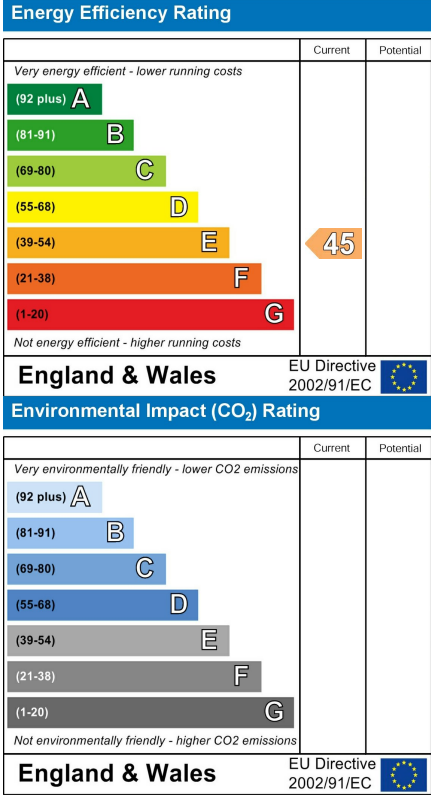 Energy Efficiency Rating
Current Potential
Very energy efficient - lower running costs
(92 plus) A
(81-91) B
(69-80) C
(55-68) D
(39-54) E 45
(21-38) F
(1-20) G
Not energy efficient - higher running costs
England & Wales
EU Directive
2002/91/EC
Environmental Impact (CO₂) Rating
Current Potential
Very environmentally friendly - lower CO2 emissions
(92 plus) A
(81-91) B
(69-80) C
(55-68) D
(39-54) E
(21-38) F
(1-20) G
Not environmentally friendly - higher CO2 emissions
England & Wales
EU Directive
2002/91/EC